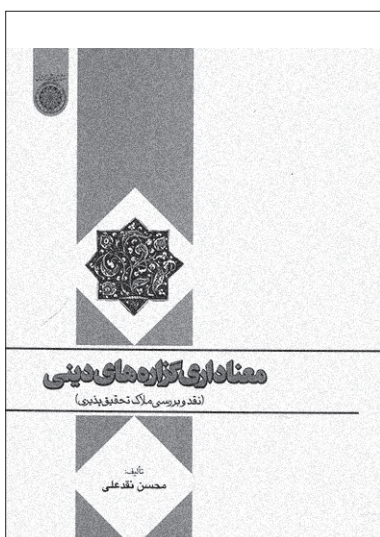 معناداری گزاره‌های دینی
(نقد و بررسی ملاک تحقیق‌پذیری)
تألیف:
محسن نقدعلی